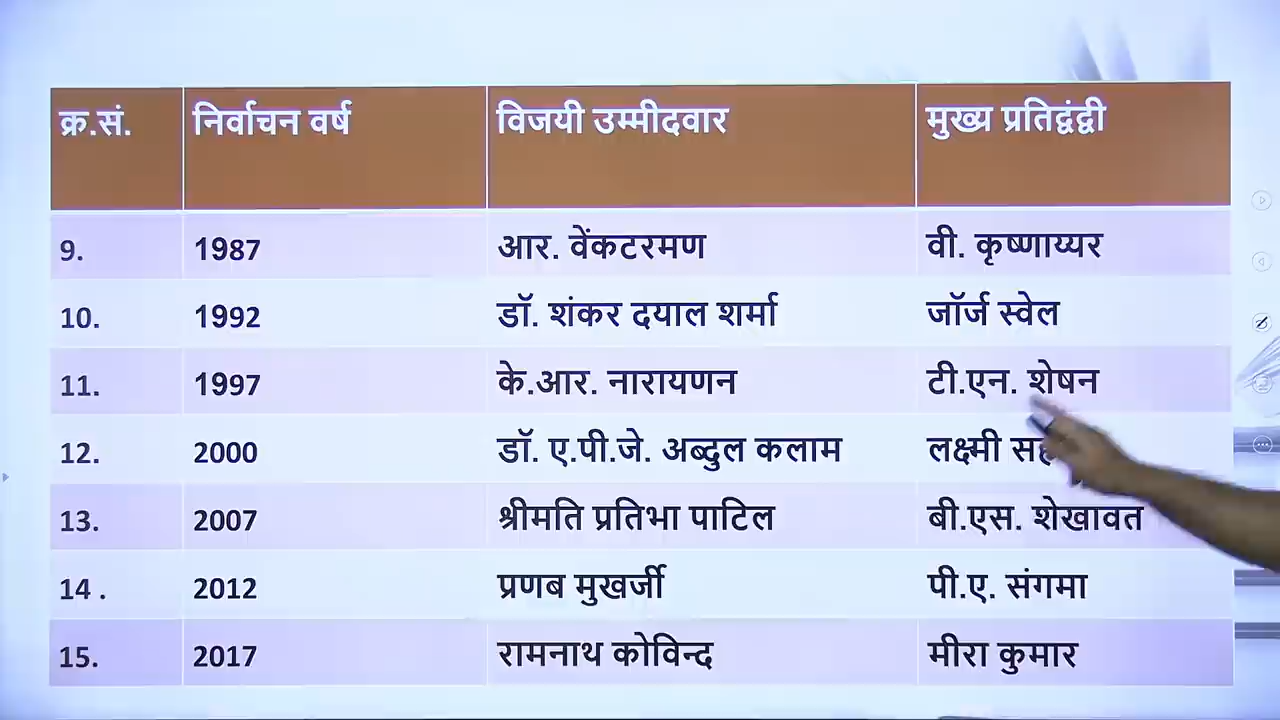 क्र.सं. निर्वाचन वर्ष विजयी उम्मीदवार मुख्य प्रतिद्वंद्वी
9. 1987 आर. वेंकटरमण वी. कृष्णाय्यर
10. 1992 डॉ. शंकर दयाल शर्मा जॉर्ज स्वेल
11. 1997 के.आर. नारायणन टी.एन. शेषन
12. 2000 डॉ. ए.पी.जे. अब्दुल कलाम लक्ष्मी
13. 2007 श्रीमति प्रतिभा पाटिल बी.एस. शेखावत
14 . 2012 प्रणब मुखर्जी पी.ए. संगमा
15. 2017 रामनाथ कोविन्द मीरा कुमार